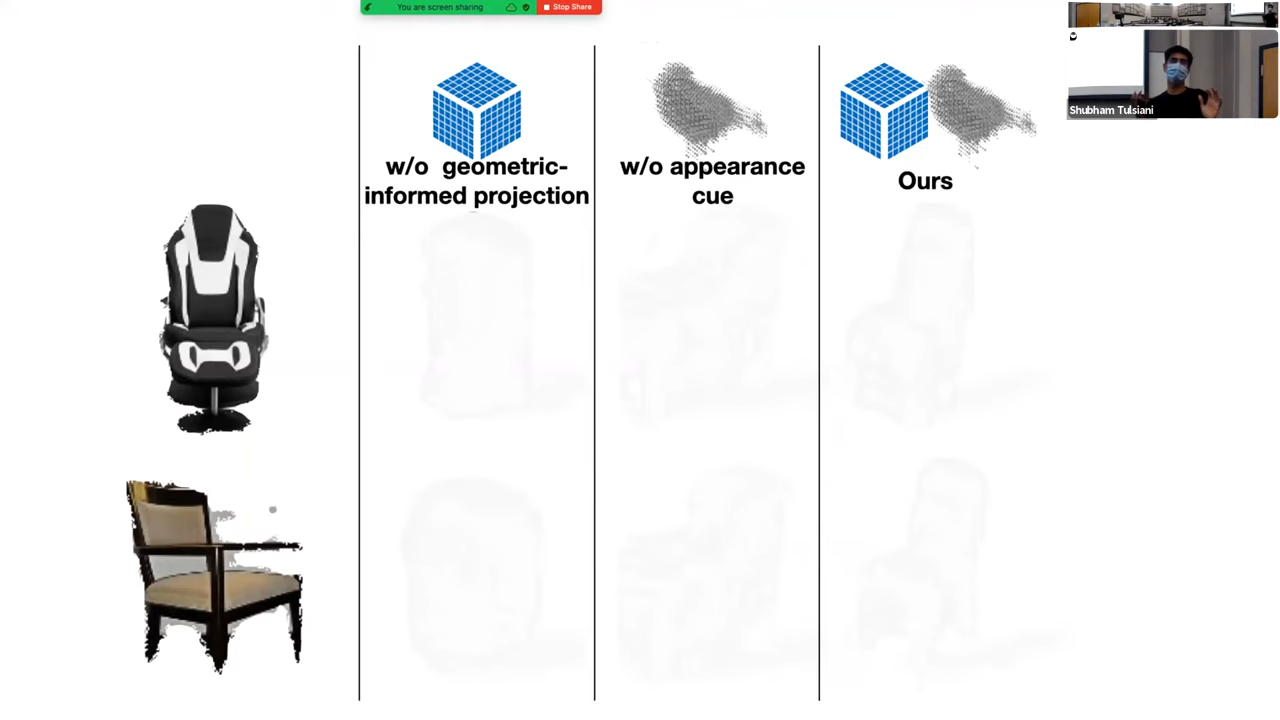 You are screen sharing
Stop Share
Shubham Tulsiani
w/o geometric-
informed projection
w/o appearance
cue
Ours